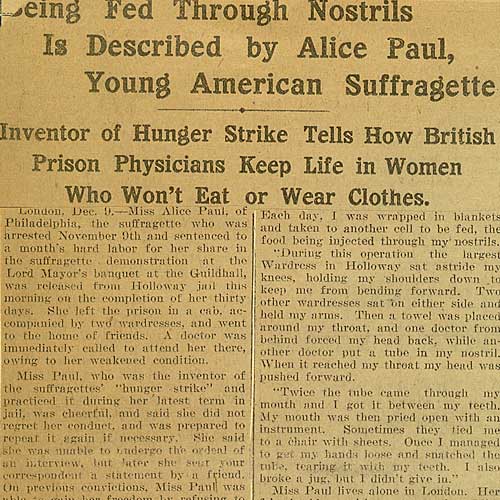 Being Fed Through Nostrils
Is Described by Alice Paul,
Young American Suffragette
Inventor of Hunger Strike Tells How British
Prison Physicians Keep Life in Women
Who Won't Eat or Wear Clothes.
London, Dec. 9.—Miss Alice Paul, of
Philadelphia, the suffragette who was
arrested November 9th and sentenced to
a month's hard labor for her share in
the suffragette demonstration at the
Lord Mayor's banquet at the Guildhall,
was released from Holloway jail this
morning on the completion of her thirty
days. She left the prison in a cab, ac-
companied by two wardresses, and went
to the home of friends. A doctor was
immediately called to attend her there,
owing to her weakened condition.
Miss Paul, who was the inventor of
the suffragettes' "hunger strike" and
practiced it during her latest term in
jail, was cheerful, and said she did not
regret her conduct, and was prepared to
repeat it again if necessary. She said
she was unable to undergo the ordeal of
an interview, but later she sent your
correspondent a statement by a friend.
On previous convictions, Miss Paul was
able to gain her freedom by refusing to
Each day, I was wrapped in blankets
and taken to another cell to be fed, the
food being injected through my nostrils.
"During this operation the largest
Wardress in Holloway sat astride my
knees, holding my shoulders down to
keep me from bending forward. Two
other wardresses sat on either side and
held my arms. Then a towel was placed
around my throat, and one doctor from
behind forced my head back, while an-
other doctor put a tube in my nostril.
When it reached my throat my head was
pushed forward.
"Twice the tube came through my
mouth and I got it between my teeth.
My mouth was then pried open with an
instrument. Sometimes they tied me
to a chair with sheets. Once I managed
to get my hands loose and snatched the
tube, tearing it with my teeth. I also
broke a jug, but I didn't give in."
Miss Paul lives alone in London. Her